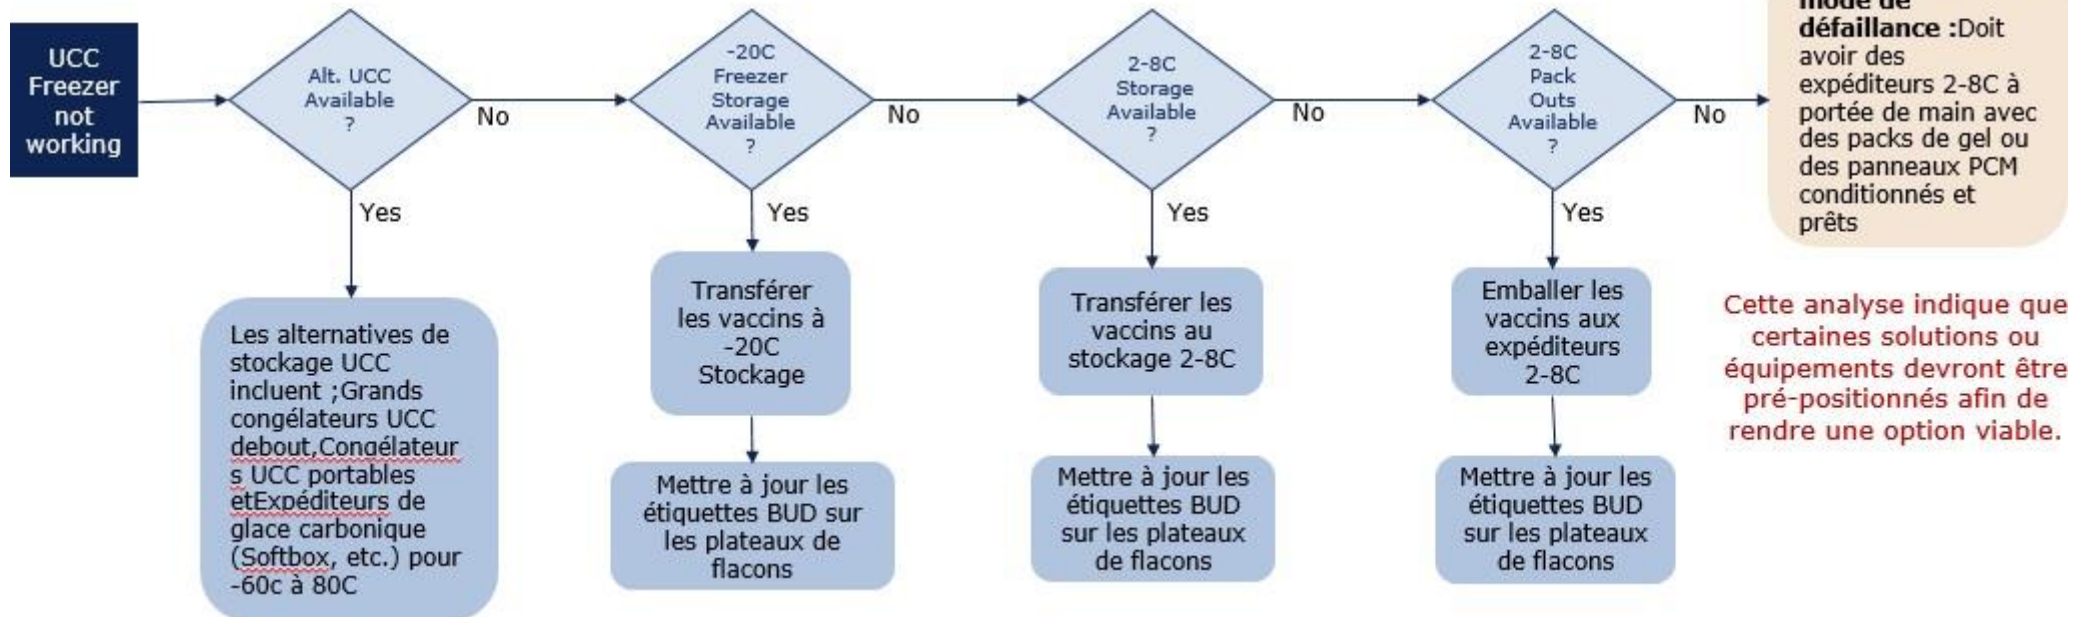 UCC
Freezer
not
working
Alt. UCC
Available
?
No
Yes
Les alternatives de
stockage UCC
incluent ;Grands
congélateurs UCC
debout,Congélateur
s UCC portables
etExpéditeurs de
glace carbonique
(Softbox, etc.) pour
-60c à 80C
-20C
Freezer
Storage
Available
?
No
Yes
Transférer
les vaccins à
-20C
Stockage
Mettre à jour les
étiquettes BUD sur
les plateaux de
flacons
2-8C
Storage
Available
?
No
Yes
Transférer les
vaccins au
stockage 2-8C
Mettre à jour les
étiquettes BUD
sur les plateaux
de flacons
2-8C
Pack
Outs
Available
?
No
Yes
Emballer les
vaccins aux
expéditeurs
2-8C
Mettre à jour les
étiquettes BUD
sur les plateaux
de flacons
mode de
défaillance :Doit
avoir des
expéditeurs 2-8C à
portée de main avec
des packs de gel ou
des panneaux PCM
conditionnés et
prêts
Cette analyse indique que
certaines solutions ou
équipements devront être
pré-positionnés afin de
rendre une option viable.